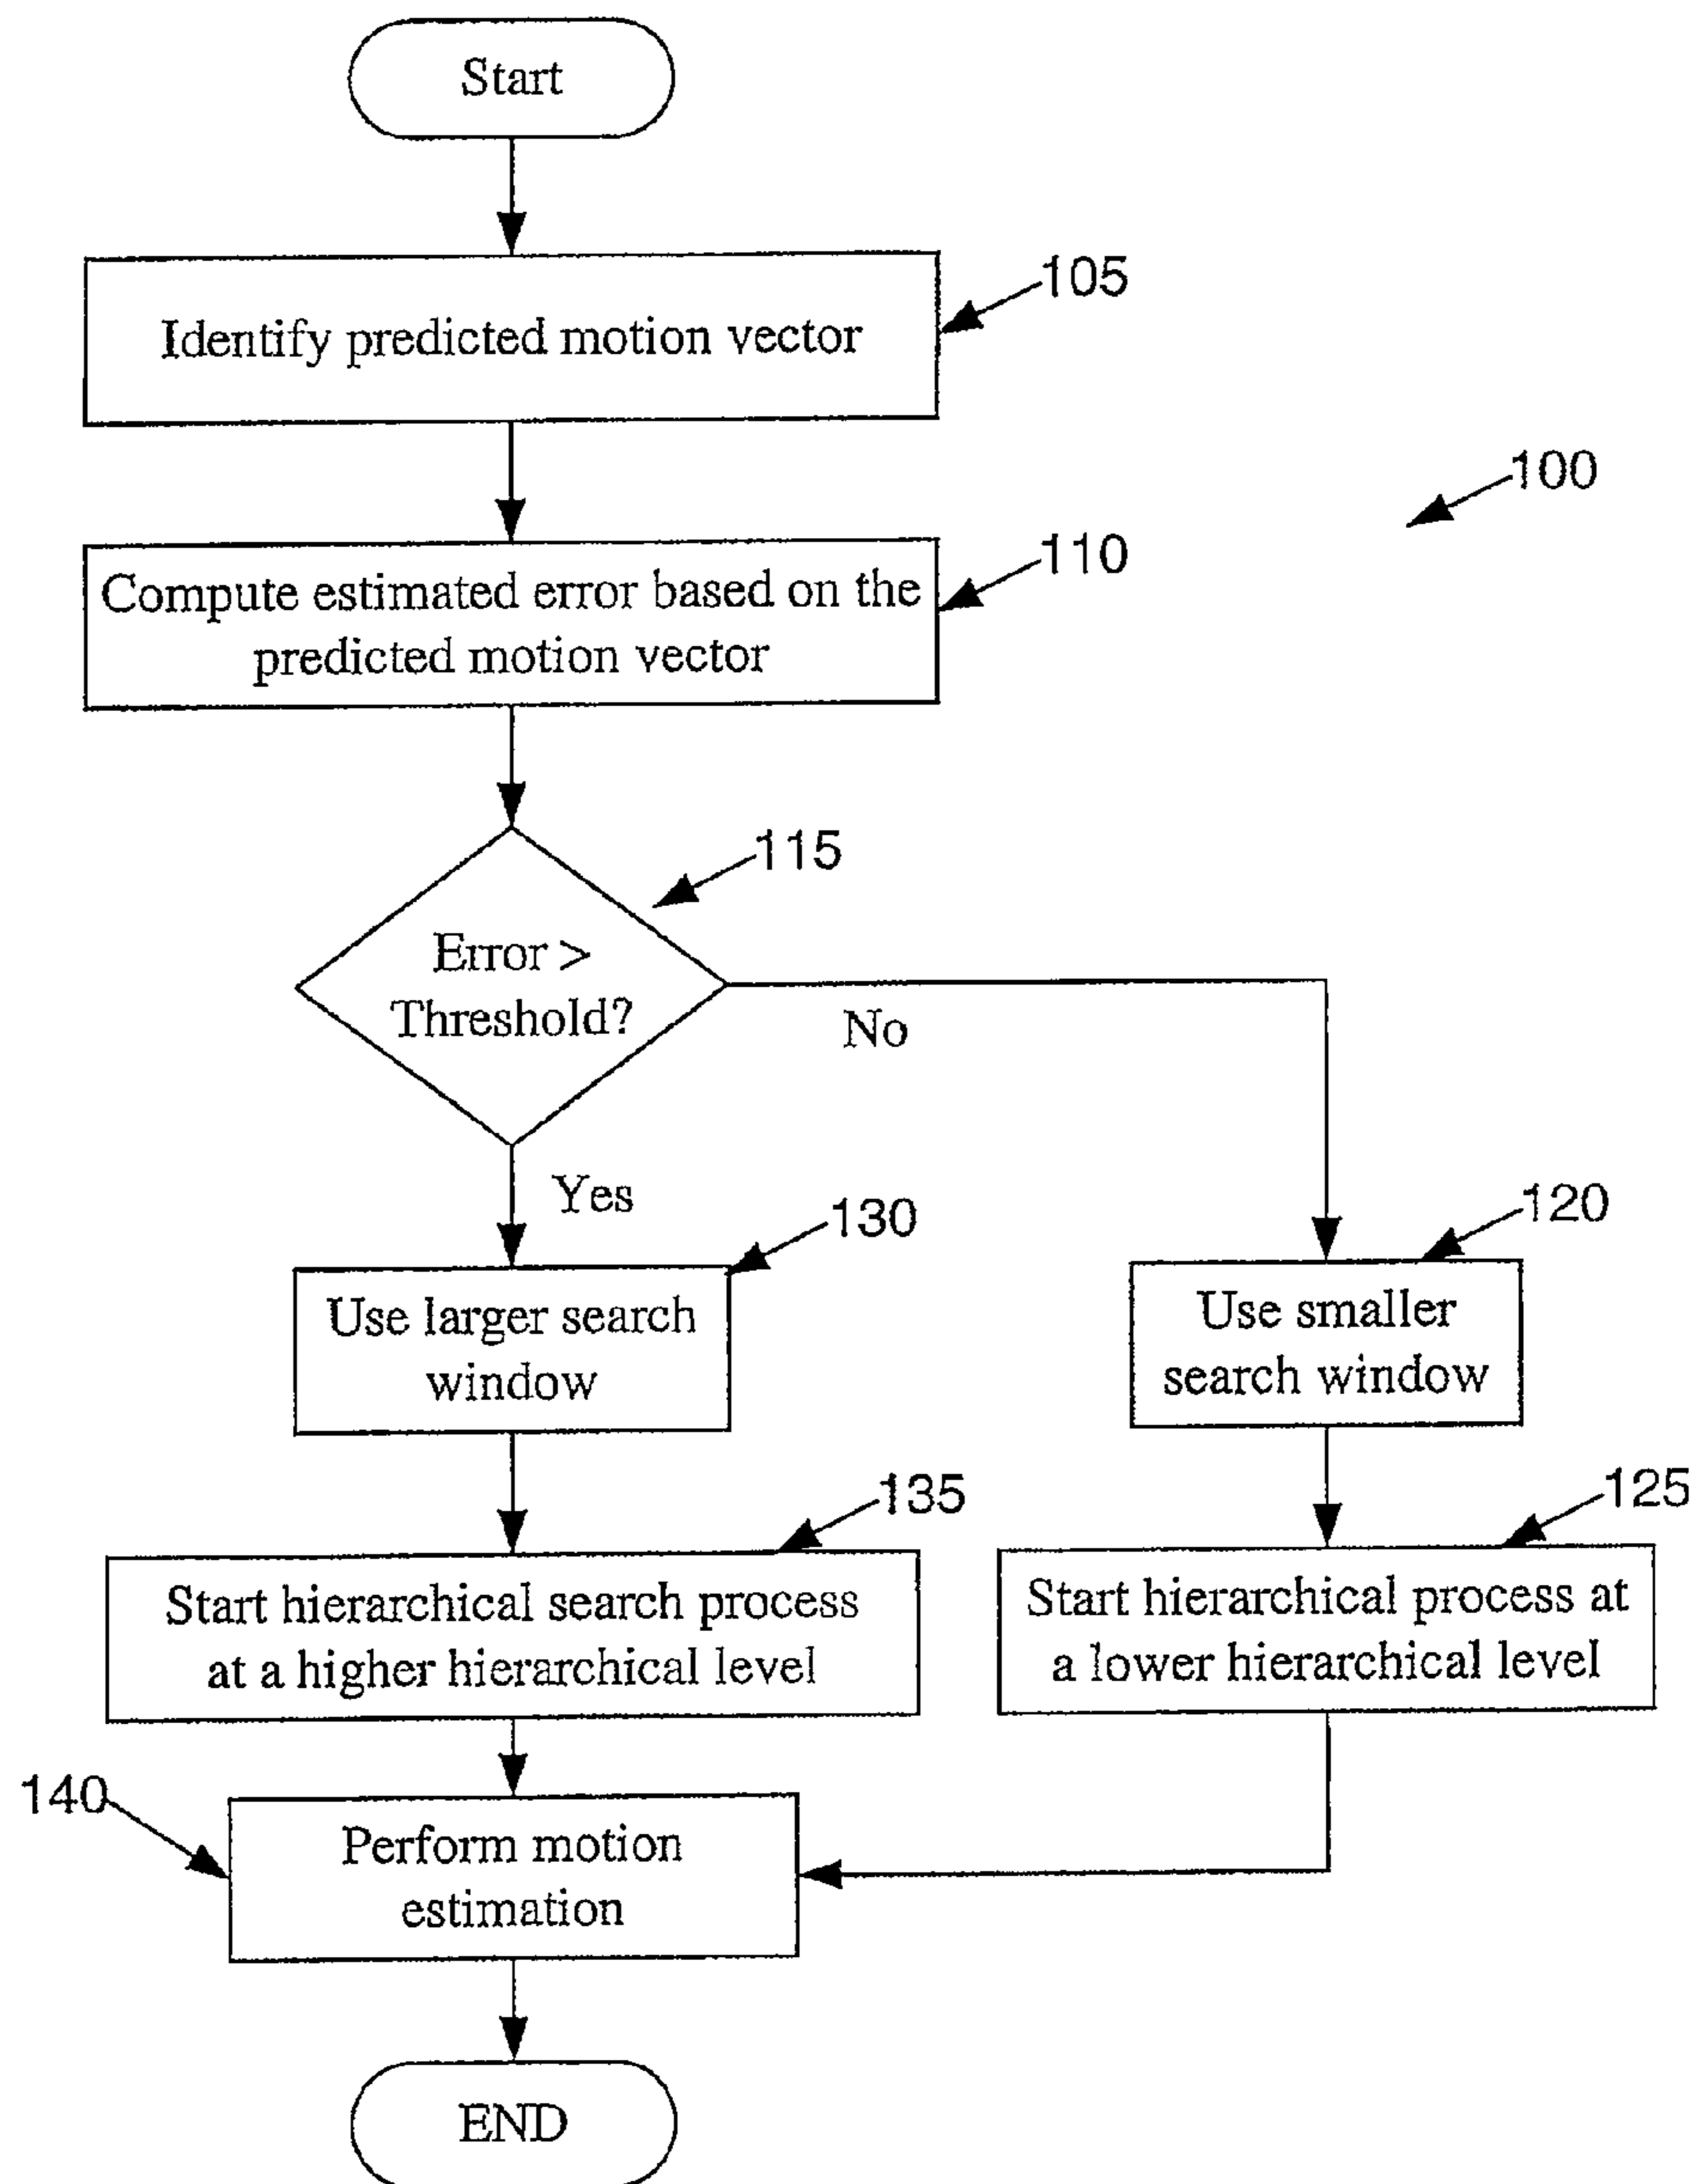 Start
105
Identify predicted motion vector
100
110
Compute estimated error based on the
predicted motion vector
115
Error >
Threshold?
No
Yes
130
Use larger search
window
120
Use smaller
search window
135
Start hierarchical search process
at a higher hierarchical level
125
Start hierarchical process at
a lower hierarchical level
140
Perform motion
estimation
END